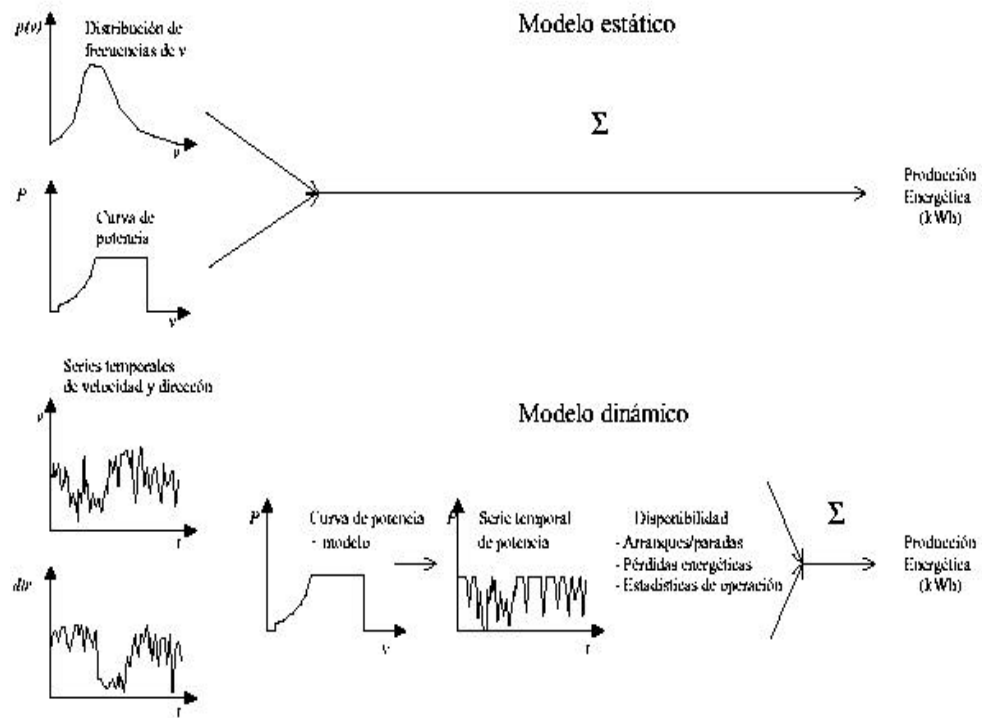 p(v)
Distribución de
frecuencias de v
v
Modelo estático
Σ
P
Curva de
potencia
v
Producción
Energética
(kWh)
Series temporales
de velocidad y dirección
v
t
Modelo dinámico
dir
t
P
Curva de potencia
- modelo
v
P
Serie temporal
de potencia
t
Disponibilidad
- Arranques/paradas
- Pérdidas energéticas
- Estadísticas de operación
Σ
Producción
Energética
(kWh)